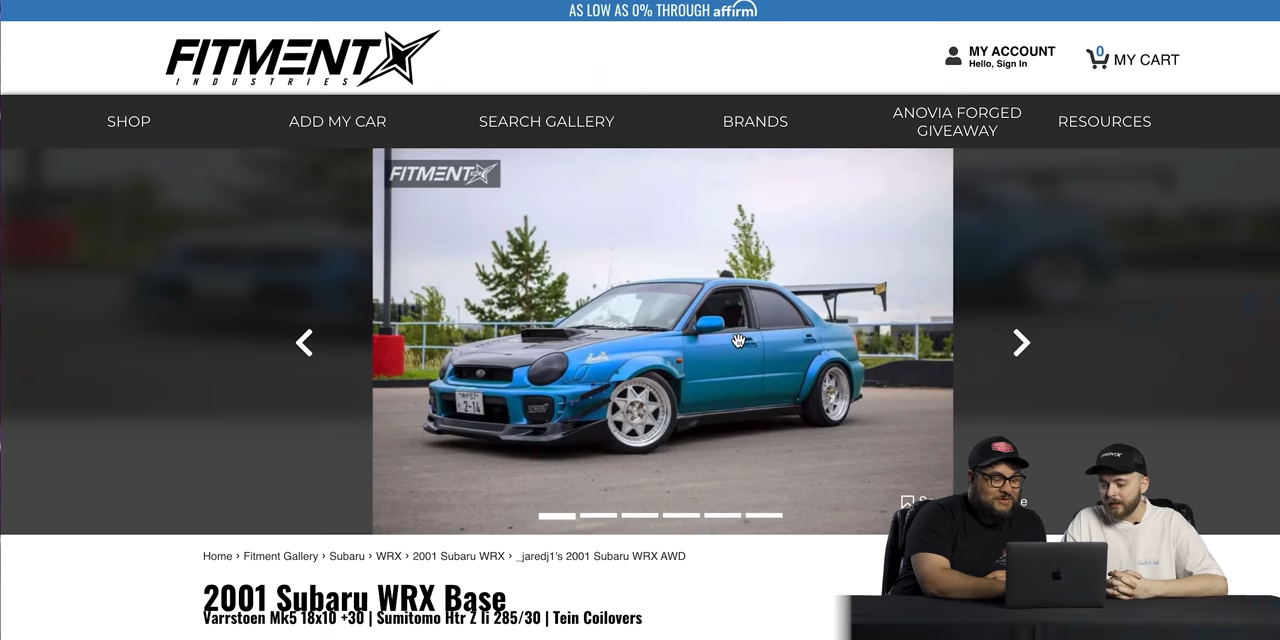 AS LOW AS 0% THROUGH affirm
FITMENT
INDUSTRIES
MY ACCOUNT
Hello, Sign In
0
MY CART
SHOP
ADD MY CAR
SEARCH GALLERY
BRANDS
ANOVIA FORGED
GIVEAWAY
RESOURCES
FITMENT
2-14
Home › Fitment Gallery › Subaru › WRX › 2001 Subaru WRX › _jaredj1's 2001 Subaru WRX AWD
2001 Subaru WRX Base
Varrstoen Mk5 18x10 +30 | Sumitomo Htr Z Ii 285/30 | Tein Coilovers